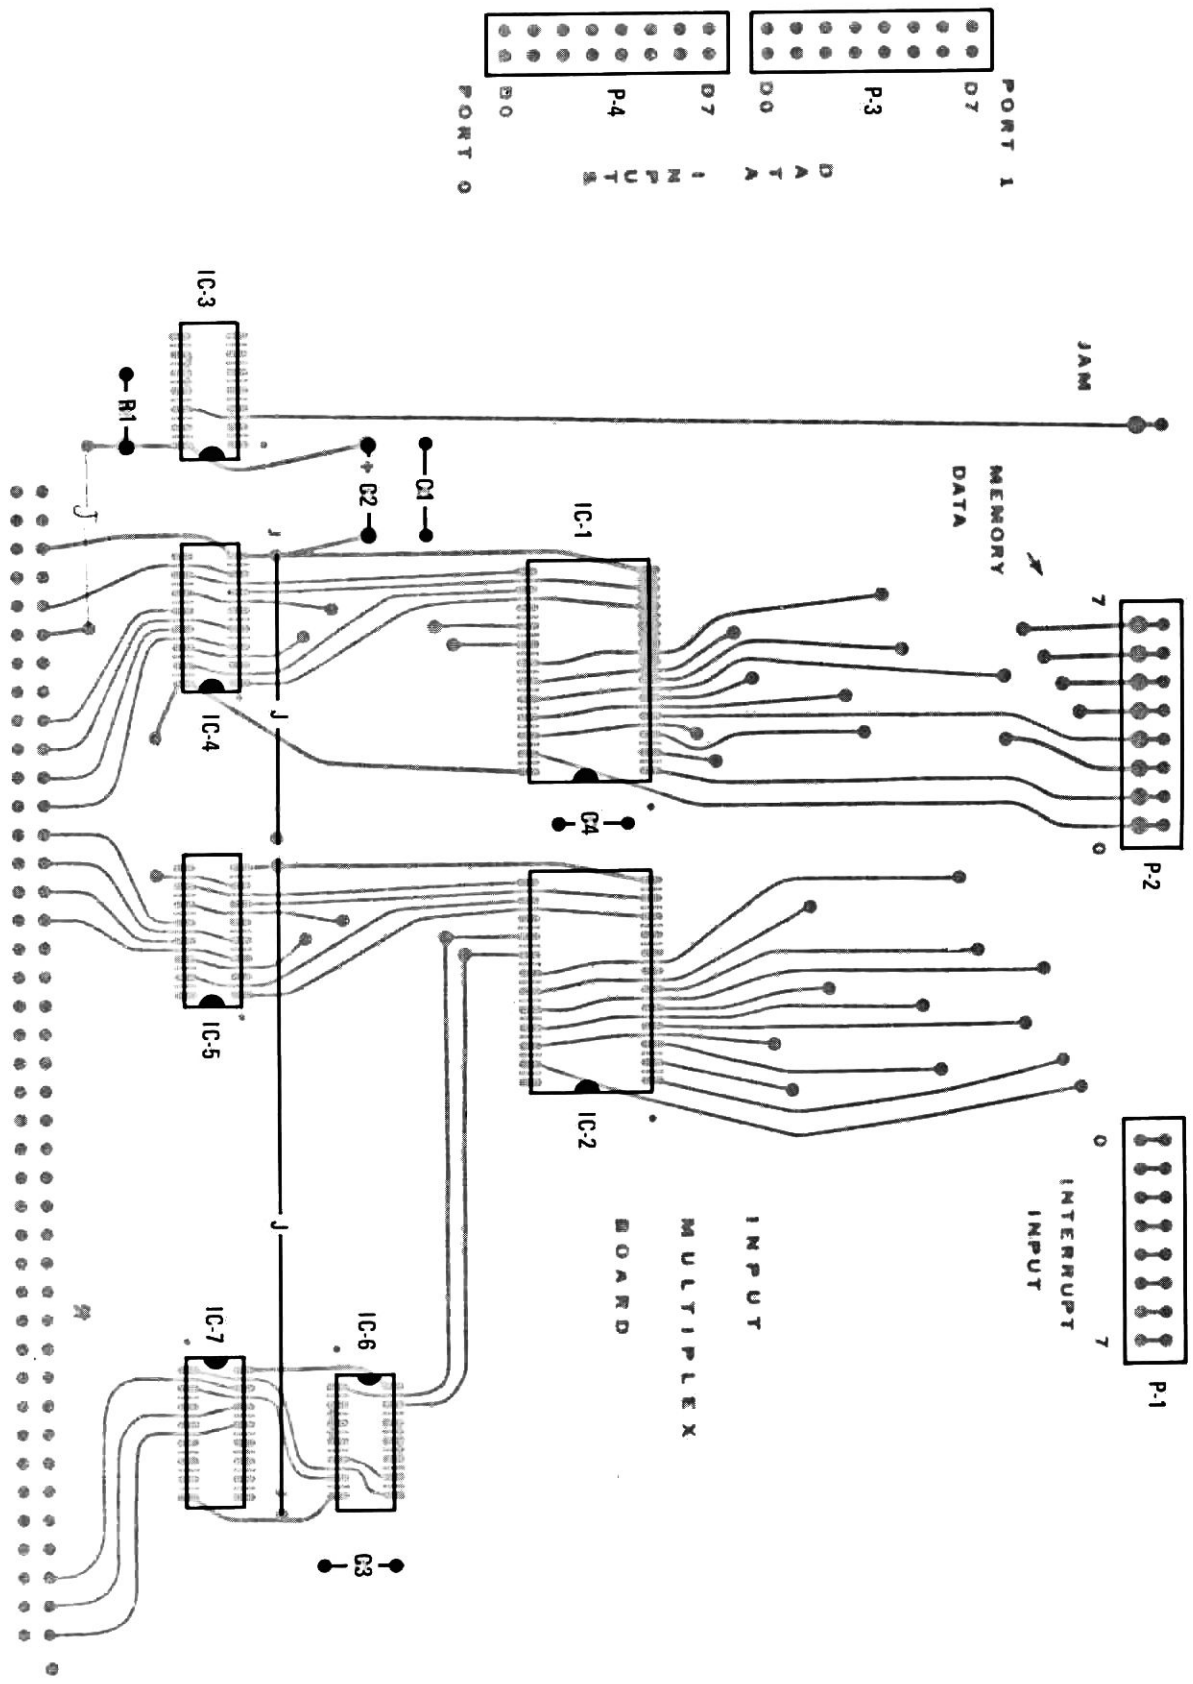 P-2
P-1
7
0
0
7
JAM
INTERRUPT
INPUT
MEMORY
DATA
PORT 1
D7
P-3
D0
DATA INPUTS
D7
P-4
D0
PORT 0
INPUT
MULTIPLEX
BOARD
IC-1
C4
IC-2
C1
+ C2
IC-6
C3
J
J
J
J
IC-3
IC-4
IC-5
IC-7
R1
J